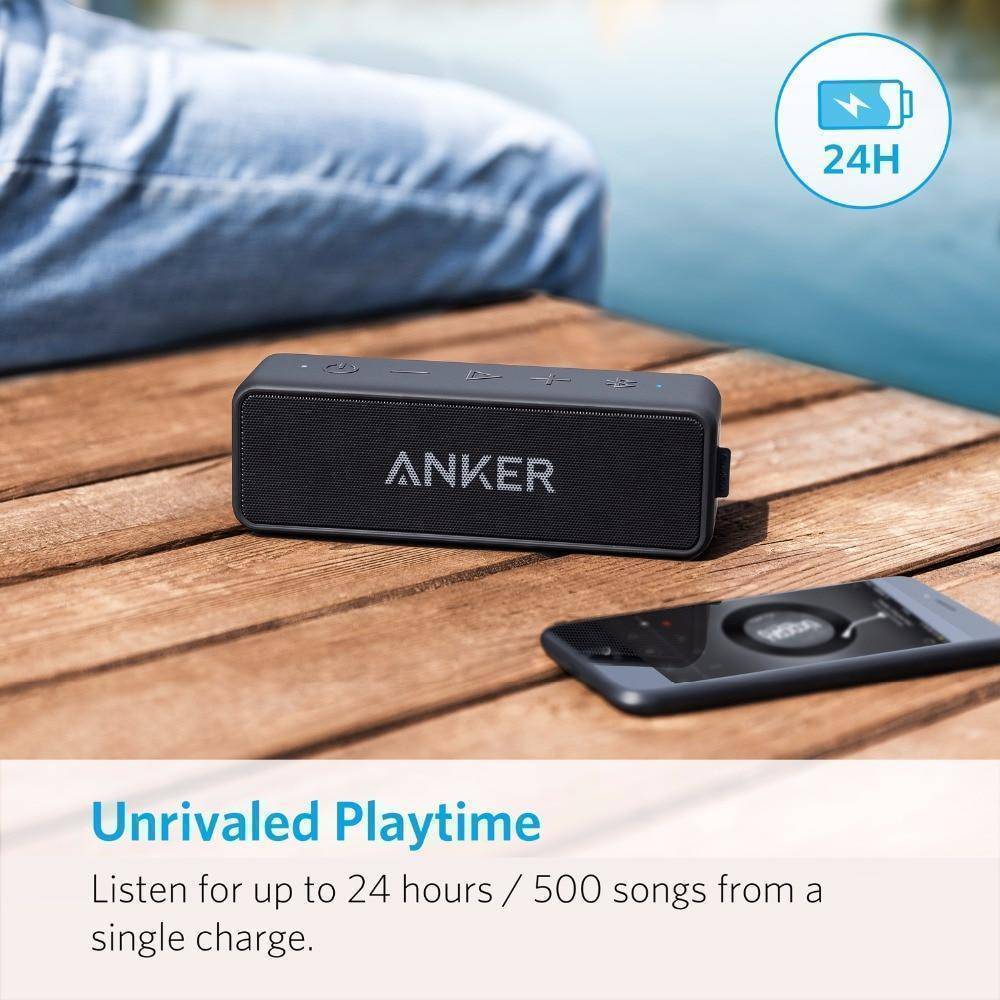 24H
ANKER
Unrivaled Playtime
Listen for up to 24 hours / 500 songs from a
single charge.